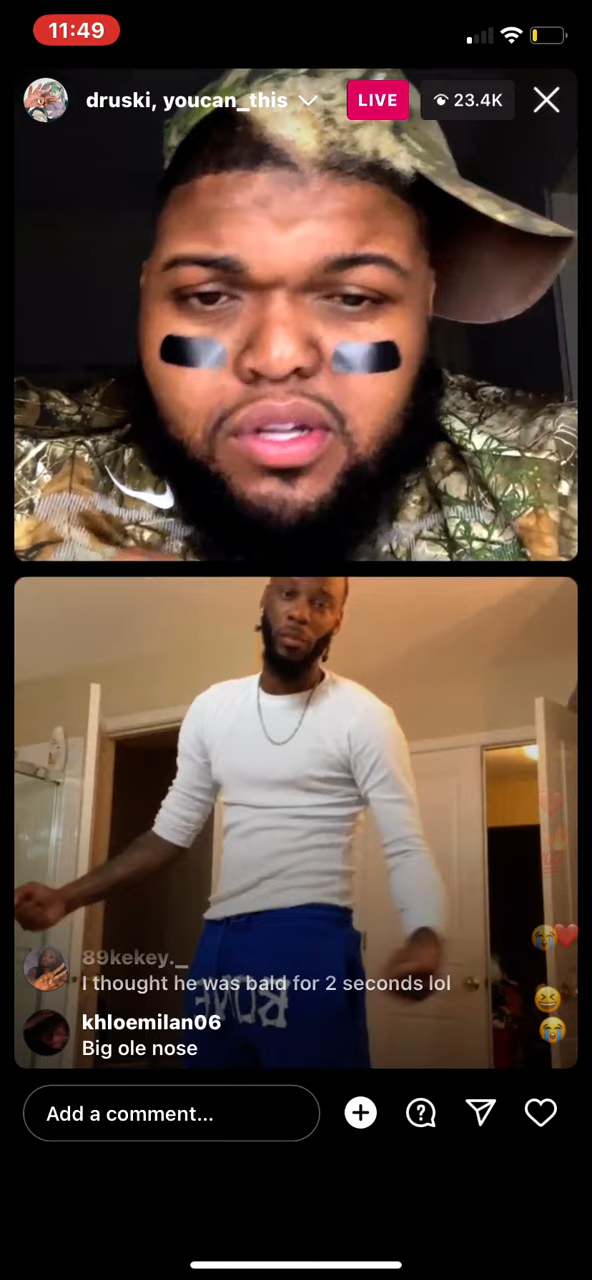 11:49
druski, youcan_this
LIVE
23.4K
89kekey._
I thought he was bald for 2 seconds lol
khloemilan06
Big ole nose
Add a comment...